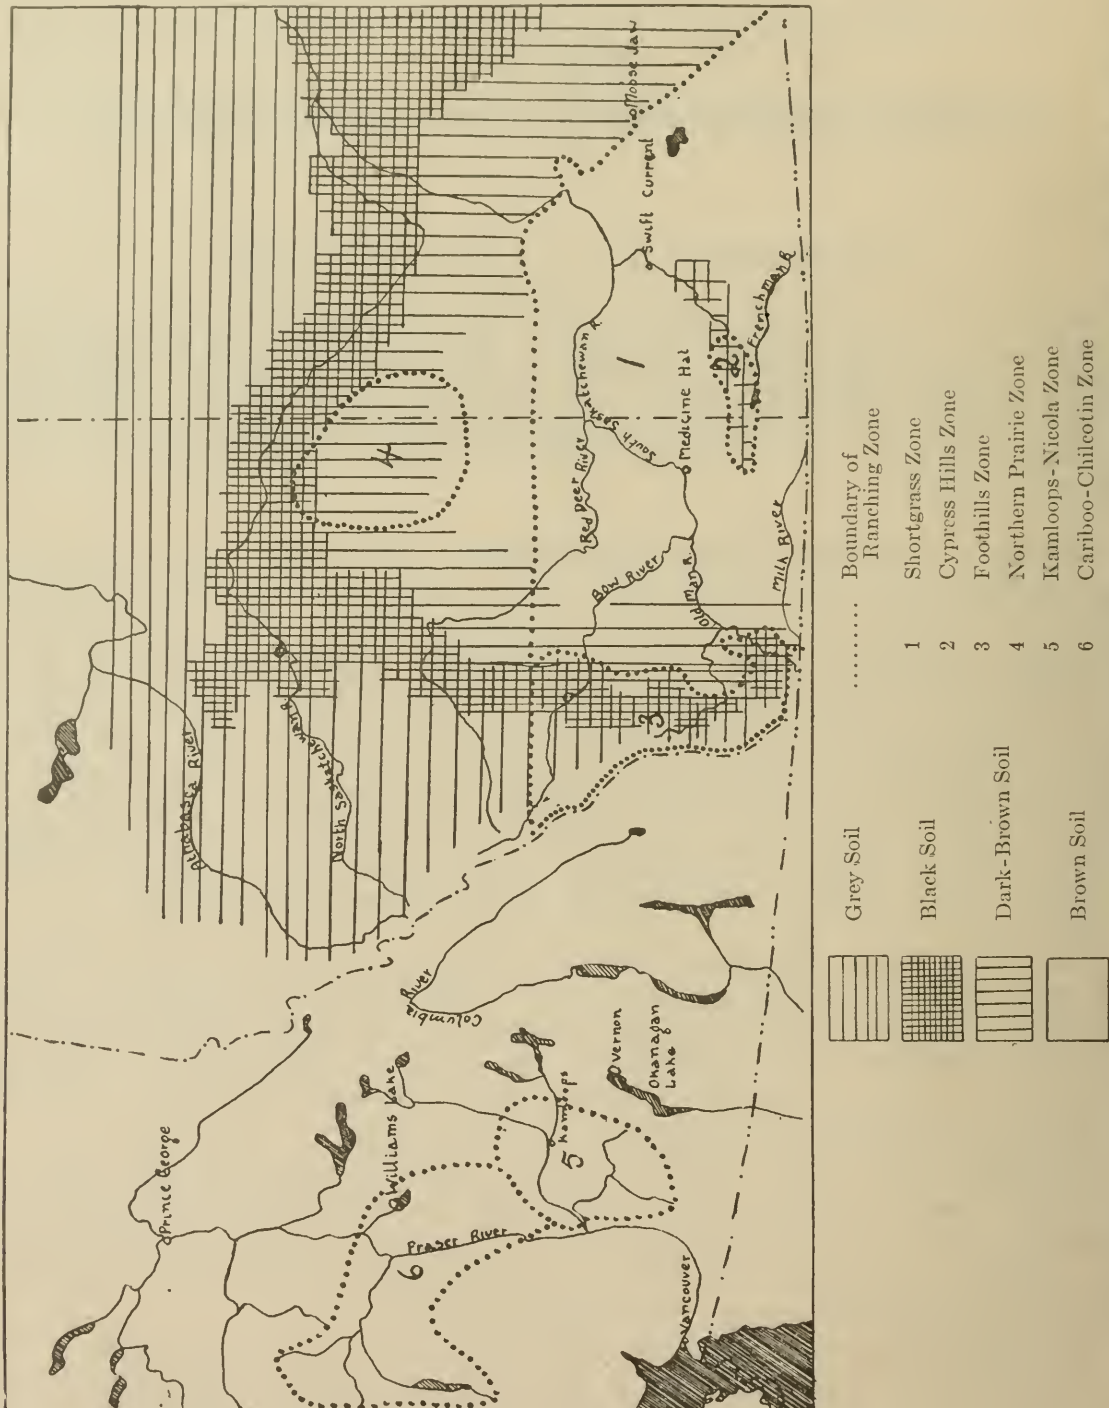 Prince George
Athabasca River
North Saskatchewan R.
Williams Lake
Columbia
River
Fraser River
6
5
Kamloops
Vernon
Okanagan
Lake
Vancouver
4
3
1
2
Red Deer River
South Saskatchewan R.
Bow River
Old Man R.
Medicine Hat
Milk River
Frenchman R
Swift Current
Moose Jaw
Grey Soil
Black Soil
Dark-Brown Soil
Brown Soil
.......... Boundary of
Ranching Zone
1 Shortgrass Zone
2 Cypress Hills Zone
3 Foothills Zone
4 Northern Prairie Zone
5 Kamloops-Nicola Zone
6 Cariboo-Chilcotin Zone